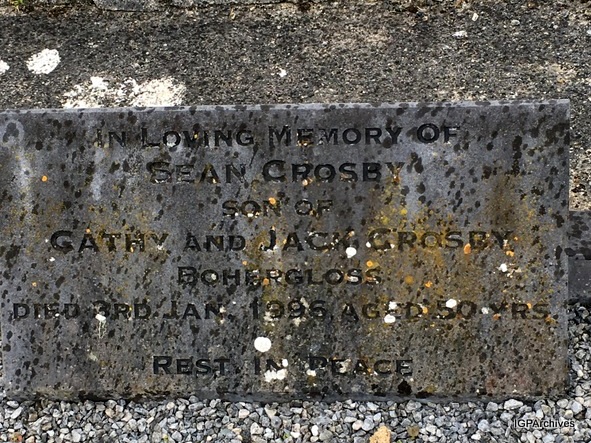 In Loving Memory Of
Sean Crosby
Son of
Cathy and Jack Crosby
Bohergloss
Died 3rd Jan. 1996 Aged 50 Yrs.
Rest in Peace
IGPArchives